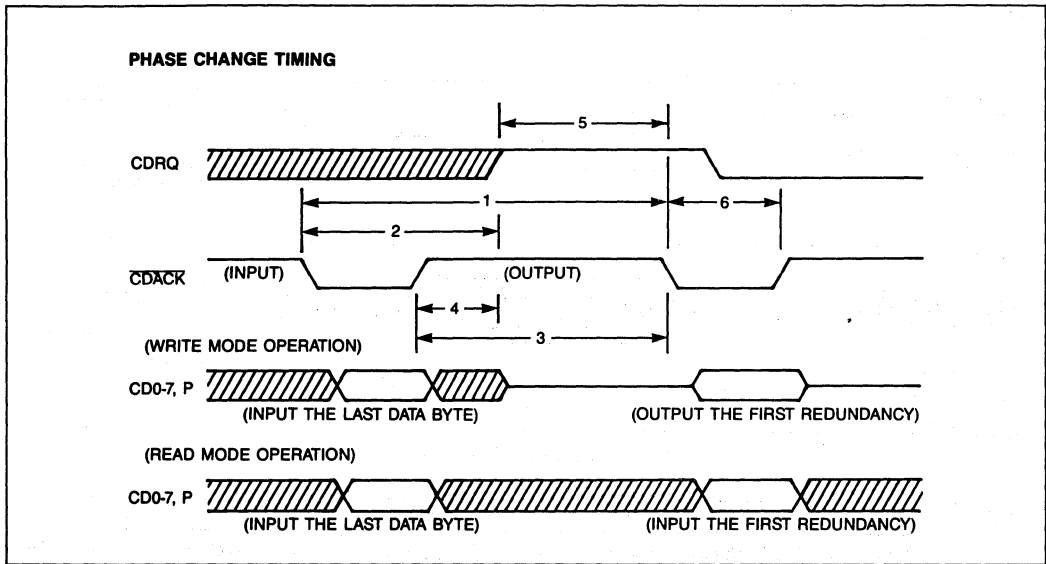 PHASE CHANGE TIMING
5
CDRQ
1
6
2
CDACK
(INPUT)
(OUTPUT)
4
3
(WRITE MODE OPERATION)
CD0-7, P
(INPUT THE LAST DATA BYTE)
(OUTPUT THE FIRST REDUNDANCY)
(READ MODE OPERATION)
CD0-7, P
(INPUT THE LAST DATA BYTE)
(INPUT THE FIRST REDUNDANCY)